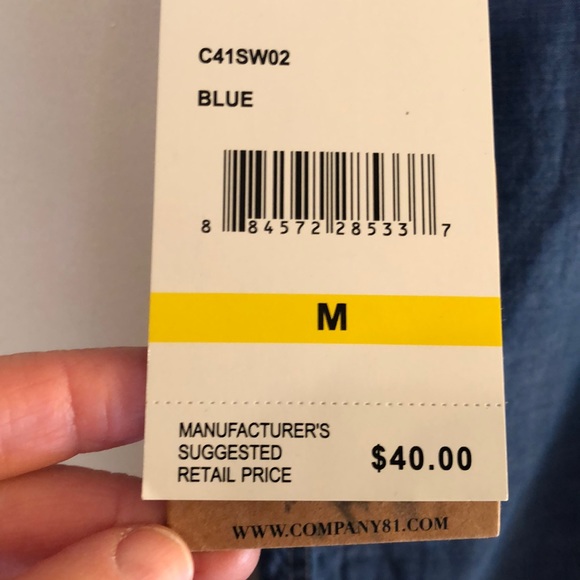 C41SW02
BLUE
8 84572 28533 7
M
MANUFACTURER'S
SUGGESTED
RETAIL PRICE
$40.00
WWW.COMPANY81.COM